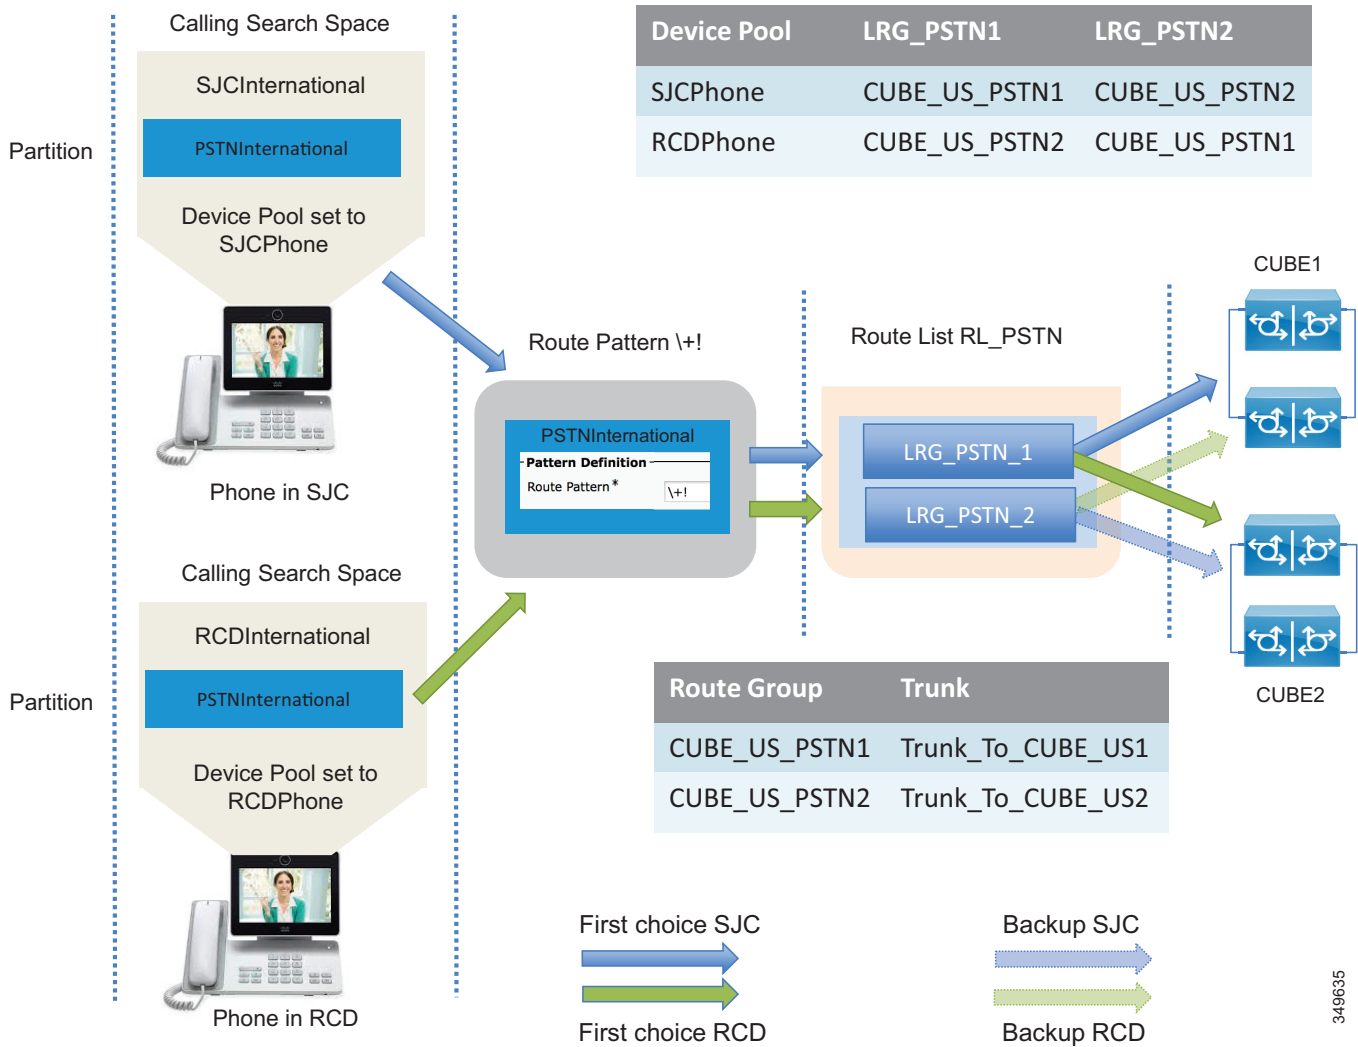 Calling Search Space
SJCInternational
Partition
PSTNInternational
Device Pool set to
SJCPhone
Phone in SJC
Calling Search Space
RCDInternational
Partition
PSTNInternational
Device Pool set to
RCDPhone
Phone in RCD
Device Pool LRG_PSTN1 LRG_PSTN2
SJCPhone CUBE_US_PSTN1 CUBE_US_PSTN2
RCDPhone CUBE_US_PSTN2 CUBE_US_PSTN1
Route Pattern \+!
PSTNInternational
Pattern Definition
Route Pattern* \+!
Route List RL_PSTN
LRG_PSTN_1
LRG_PSTN_2
CUBE1
CUBE2
Route Group Trunk
CUBE_US_PSTN1 Trunk_To_CUBE_US1
CUBE_US_PSTN2 Trunk_To_CUBE_US2
First choice SJC
First choice RCD
Backup SJC
Backup RCD
349635